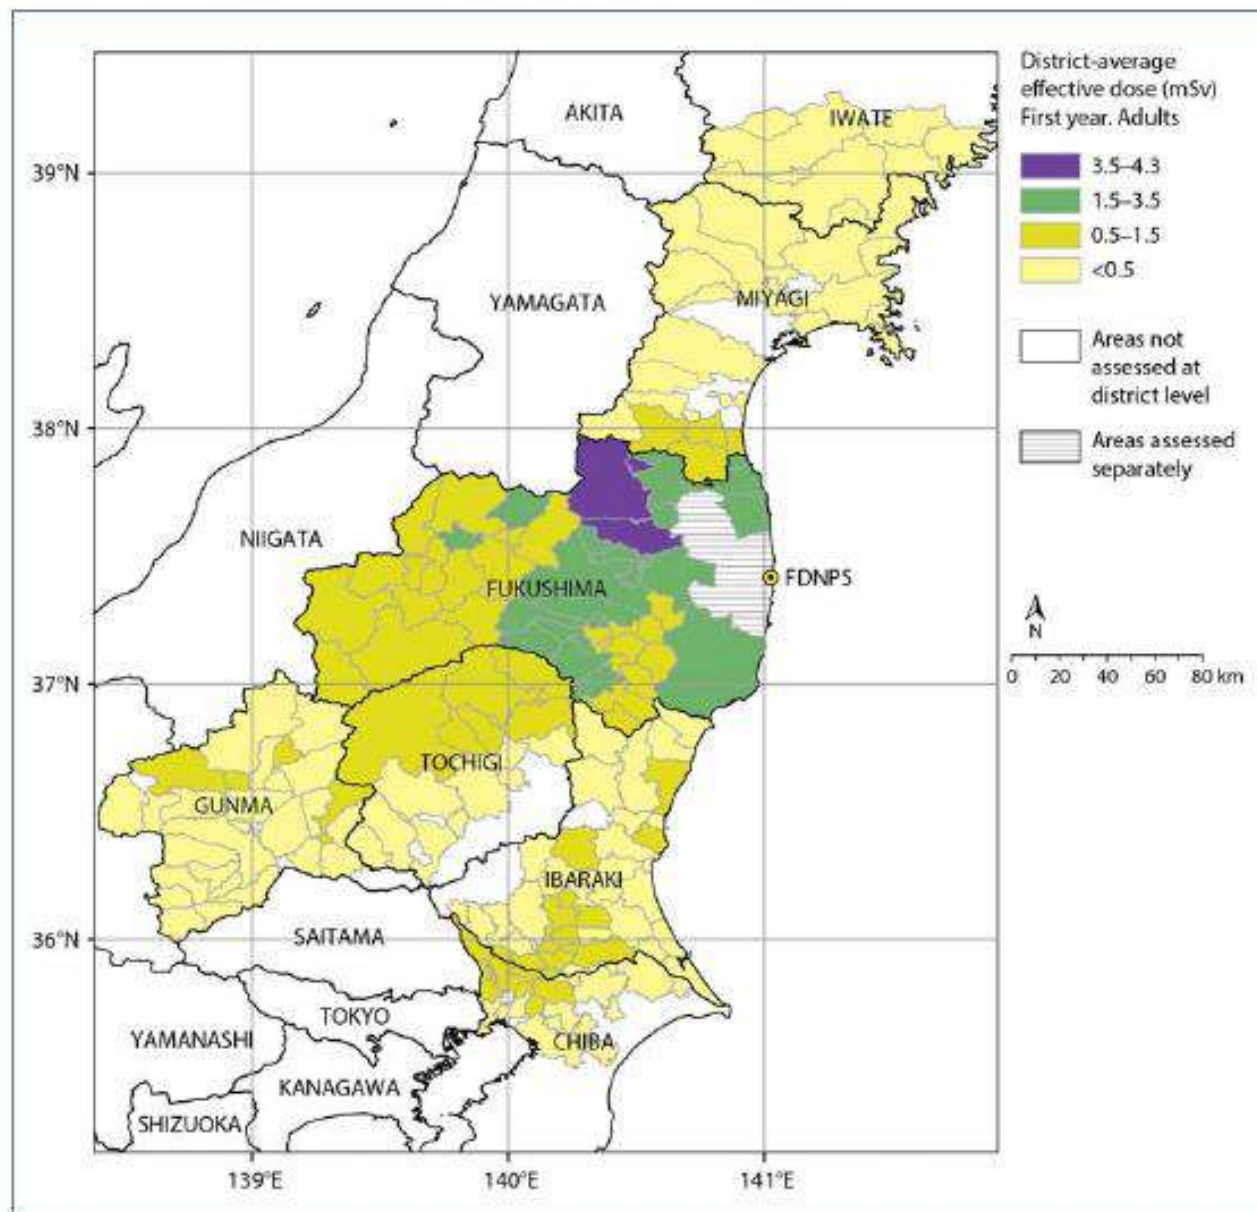 District-average
effective dose (mSv)
First year. Adults
3.5–4.3
1.5–3.5
0.5–1.5
<0.5
Areas not
assessed at
district level
Areas assessed
separately
AKITA
IWATE
39°N
YAMAGATA
MIYAGI
38°N
NIIGATA
FUKUSHIMA
FDNPS
N
0 20 40 60 80 km
37°N
TOCHIGI
GUNMA
IBARAKI
36°N
SAITAMA
TOKYO
YAMANASHI
CHIBA
KANAGAWA
SHIZUOKA
139°E 140°E 141°E